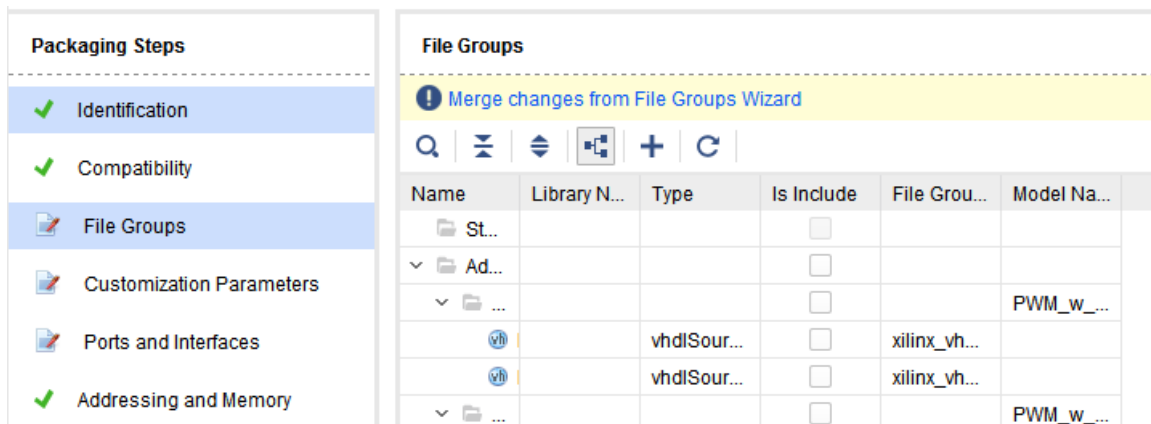 Packaging Steps
Identification
Compatibility
File Groups
Customization Parameters
Ports and Interfaces
Addressing and Memory
File Groups
Merge changes from File Groups Wizard
Name Library N... Type Is Include File Grou... Model Na...
St...
Ad...
... PWM_w_...
vhdlSour... xilinx_vh...
vhdlSour... xilinx_vh...
... PWM_w_...